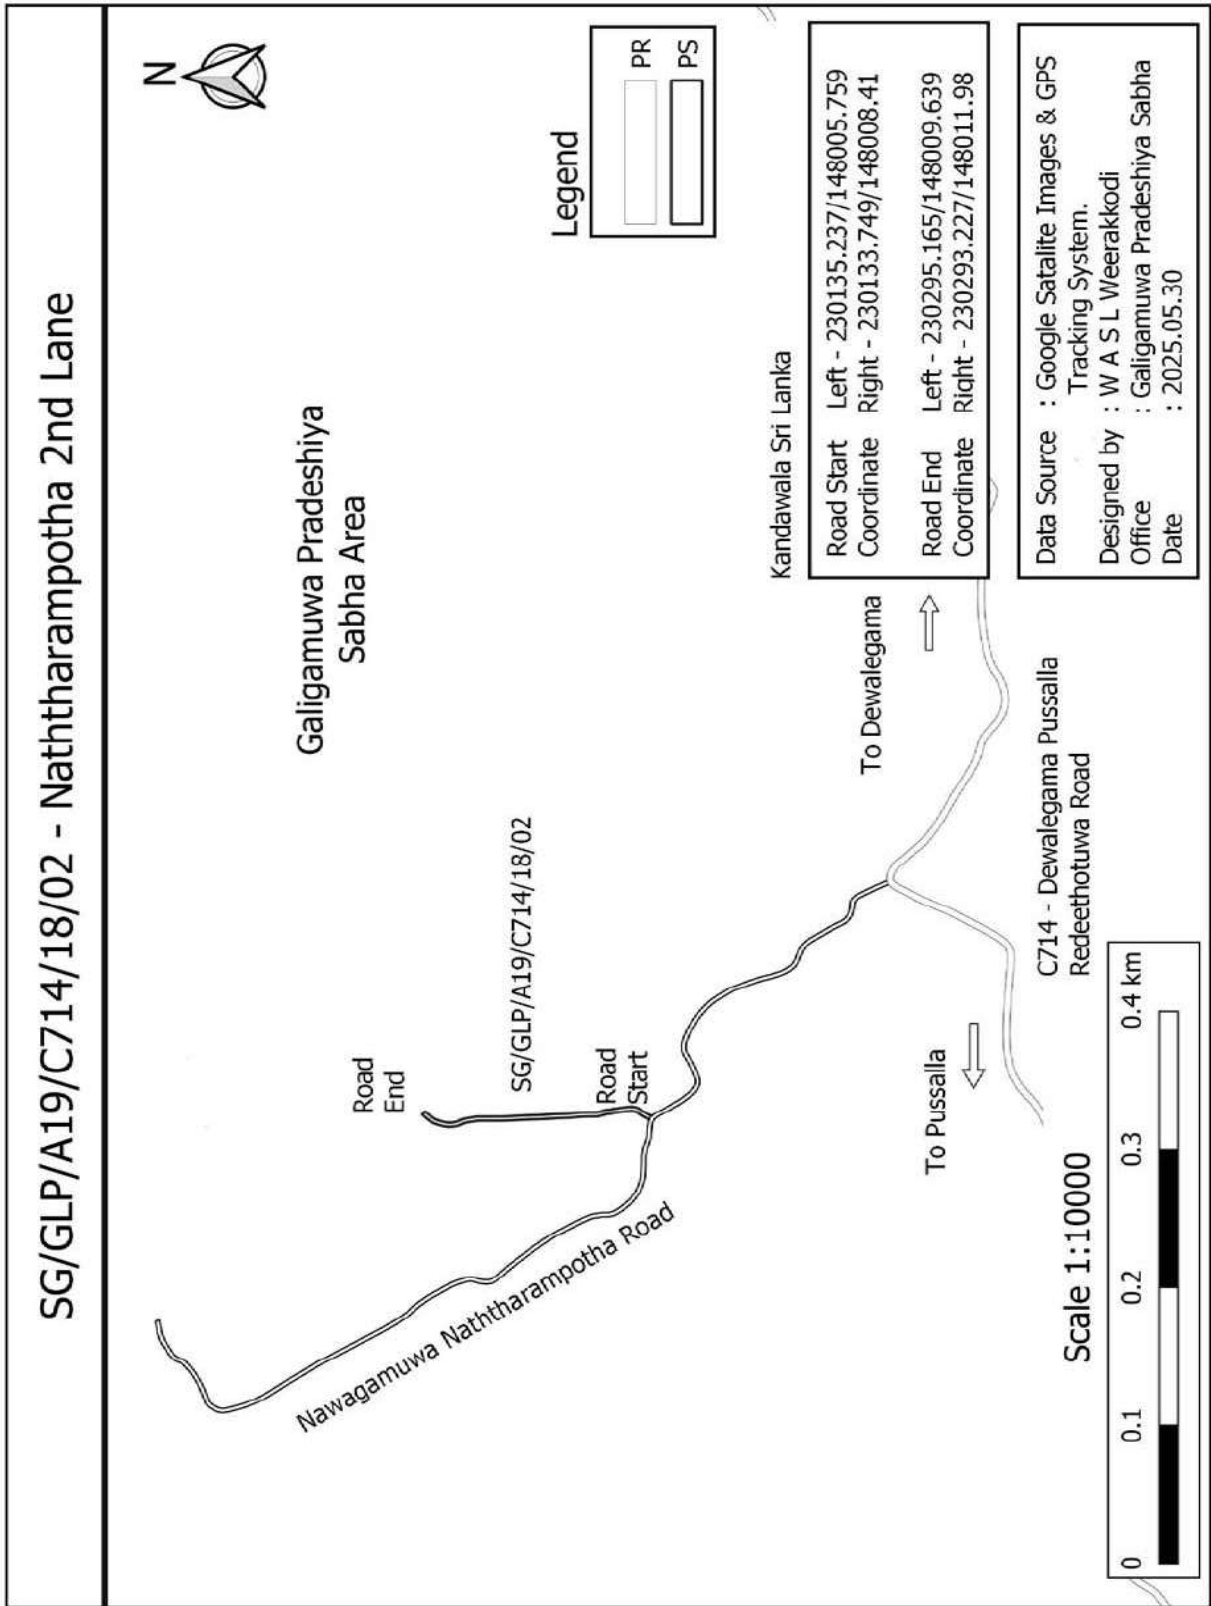 SG/GLP/A19/C714/18/02 - Naththarampotha 2nd Lane
N
Galigamuwa Pradeshiya
Sabha Area
Legend
PR
PS
Road
End
SG/GLP/A19/C714/18/02
Road
Start
Nawagamuwa Naththarampotha Road
To Dewalegama
To Pussalla
C714 - Dewalegama Pussalla
Redeethotuwa Road
Kandawala Sri Lanka
Road Start Left - 230135.237/148005.759
Coordinate Right - 230133.749/148008.41
Road End Left - 230295.165/148009.639
Coordinate Right - 230293.227/148011.98
Data Source : Google Satalite Images & GPS
Tracking System.
Designed by : W A S L Weerakkodi
Office : Galigamuwa Pradeshiya Sabha
Date : 2025.05.30
Scale 1:10000
0 0.1 0.2 0.3 0.4 km